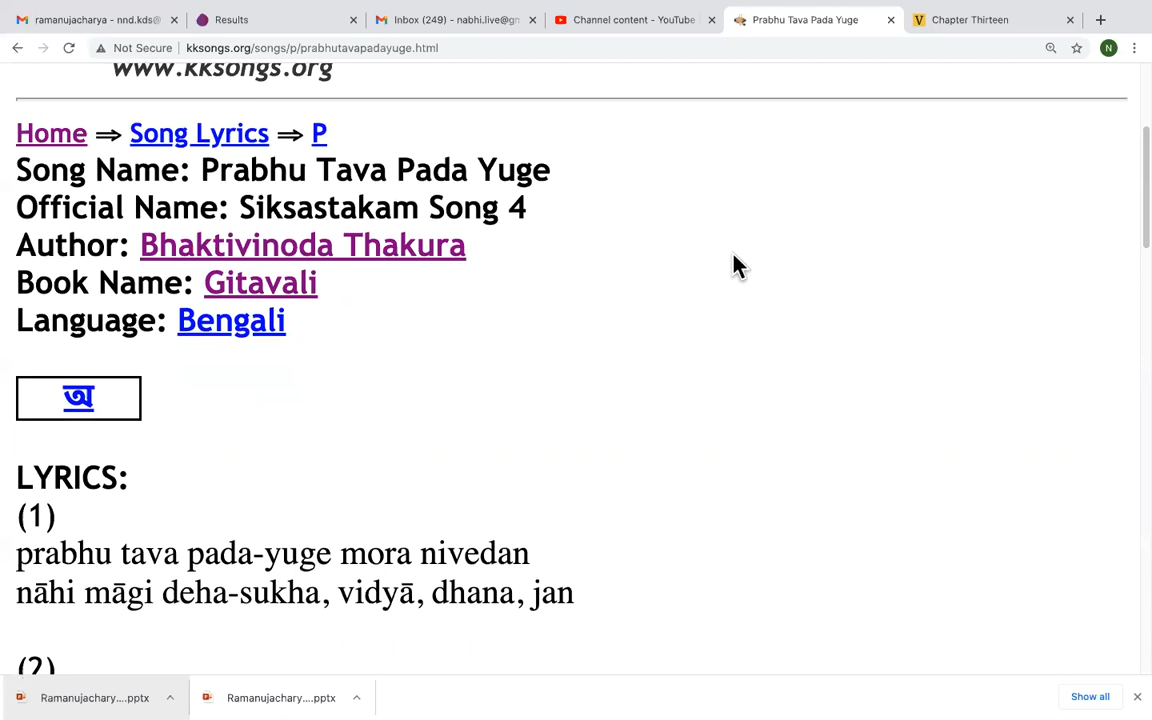 ramanujacharya - nnd.kds@
Results
Inbox (249) - nabhi.live@gm
Channel content - YouTube
Prabhu Tava Pada Yuge
Chapter Thirteen
Not Secure
kksongs.org/songs/p/prabhutavapadayuge.html
N
www.kksongs.org
Home ⇒ Song Lyrics ⇒ P
Song Name: Prabhu Tava Pada Yuge
Official Name: Siksastakam Song 4
Author: Bhaktivinoda Thakura
Book Name: Gitavali
Language: Bengali
অ
LYRICS:
(1)
prabhu tava pada-yuge mora nivedan
nāhi māgi deha-sukha, vidyā, dhana, jan
(2)
Ramanujachary....pptx
Ramanujachary....pptx
Show all